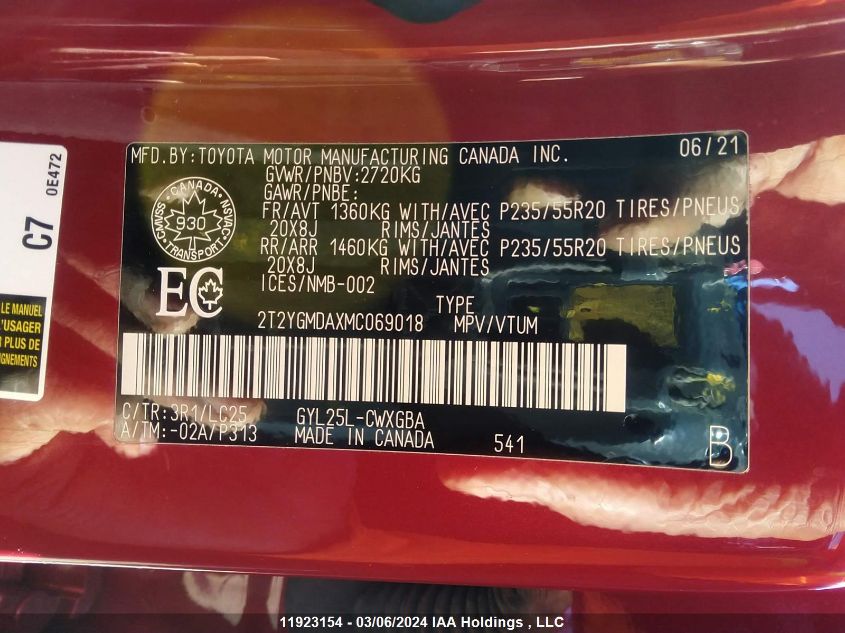 MFD.BY:TOYOTA MOTOR MANUFACTURING CANADA INC. 06/21
GVWR/PNBV:2720KG
GAWR/PNBE:
FR/AVT 1360KG WITH/AVEC P235/55R20 TIRES/PNEUS
20X8J RIMS/JANTES
RR/ARR 1460KG WITH/AVEC P235/55R20 TIRES/PNEUS
20X8J RIMS/JANTES
ICES/NMB-002
CANADA
CMVSS 930 NSVAC
TRANSPORT
EC
TYPE
2T2YGMDAXMC069018 MPV/VTUM
C/TR:3R1/LC25 GYL25L-CWXGBA
A/TM:-02A/P313 MADE IN CANADA 541 B
C7 0E472
LE MANUEL
L'USAGER
R PLUS DE
EIGNEMENTS
11923154 - 03/06/2024 IAA Holdings , LLC